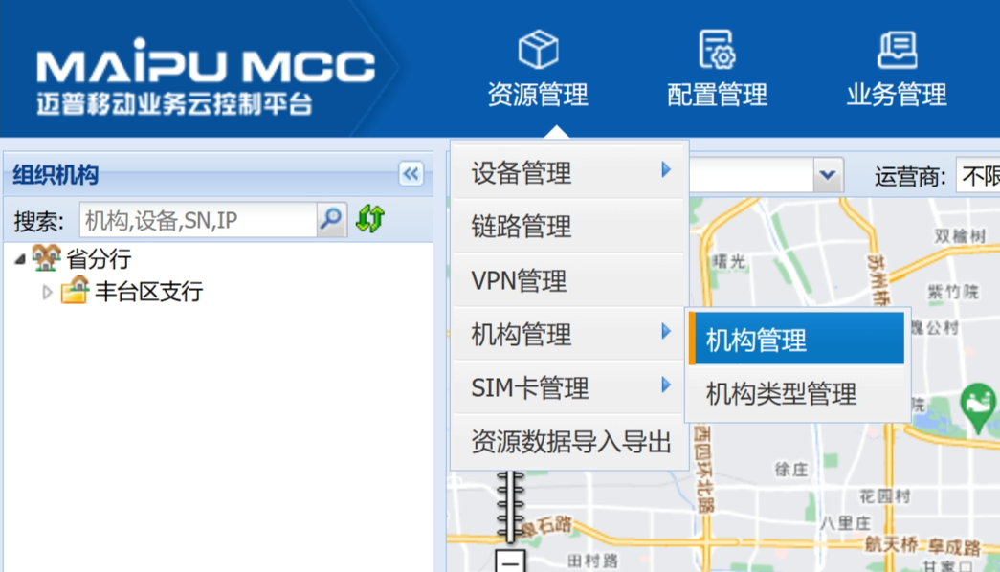 MAIPU MCC
迈普移动业务云控制平台
资源管理
配置管理
业务管理
组织机构
搜索: 机构,设备,SN,IP
省分行
丰台区支行
设备管理
链路管理
VPN管理
机构管理
SIM卡管理
资源数据导入导出
机构管理
机构类型管理
运营商: 不限
双榆树
曙光
苏州桥
紫竹院
魏公村
院
西四环北路
徐庄
花园村
八里庄
阜石路
航天桥
阜成路
田村路
甘家口